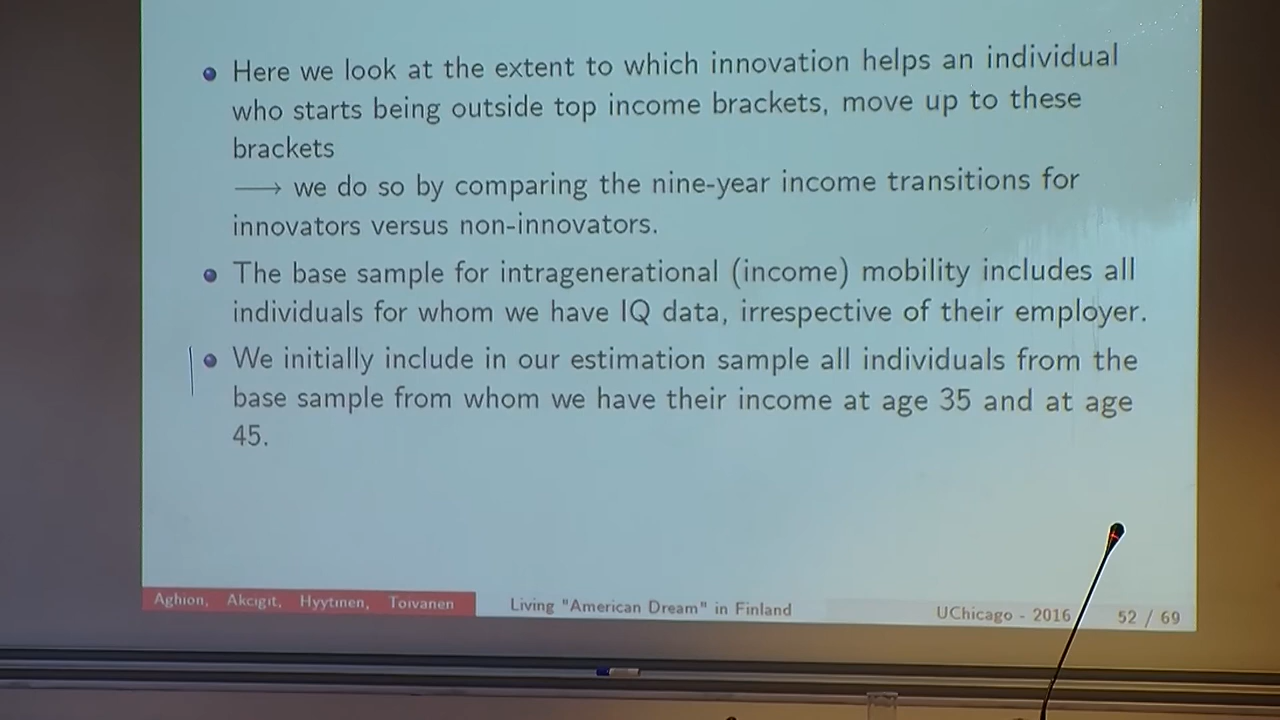 Here we look at the extent to which innovation helps an individual
who starts being outside top income brackets, move up to these
brackets
⟶ we do so by comparing the nine-year income transitions for
innovators versus non-innovators.
The base sample for intragenerational (income) mobility includes all
individuals for whom we have IQ data, irrespective of their employer.
We initially include in our estimation sample all individuals from the
base sample from whom we have their income at age 35 and at age
45.
Aghion, Akcigit, Hyytinen, Toivanen Living "American Dream" in Finland UChicago - 2016 52 / 69